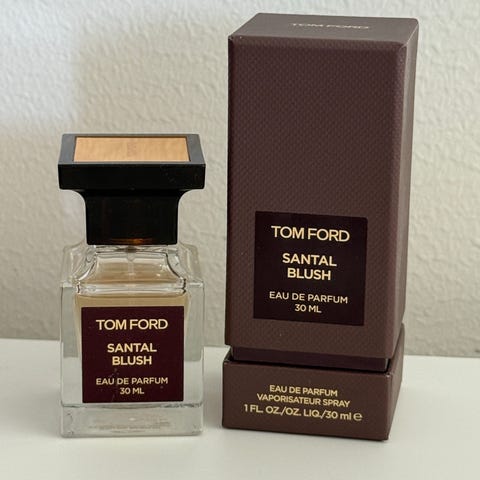 TOM FORD
TOM FORD
SANTAL
BLUSH
EAU DE PARFUM
30 ML
EAU DE PARFUM
VAPORISATEUR SPRAY
1 FL. OZ./OZ. LIQ./30 ml ℮
TOM FORD
SANTAL
BLUSH
EAU DE PARFUM
30 ML